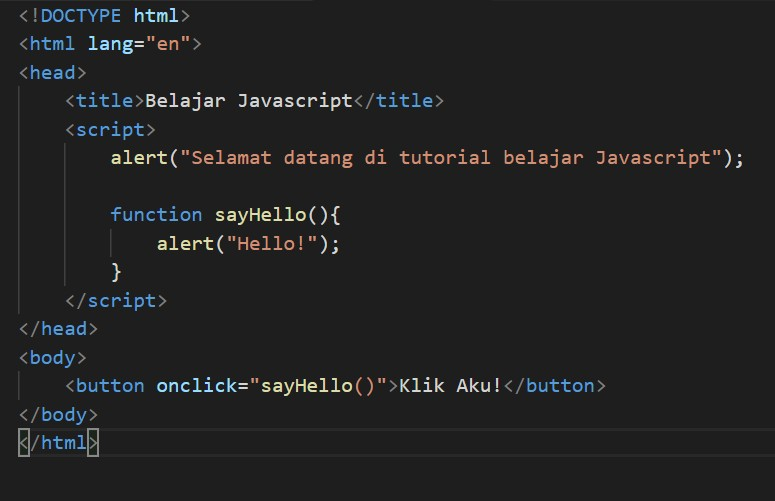 <!DOCTYPE html>
<html lang="en">
<head>
    <title>Belajar Javascript</title>
    <script>
        alert("Selamat datang di tutorial belajar Javascript");

        function sayHello(){
            alert("Hello!");
        }
    </script>
</head>
<body>
    <button onclick="sayHello()">Klik Aku!</button>
</body>
</html>